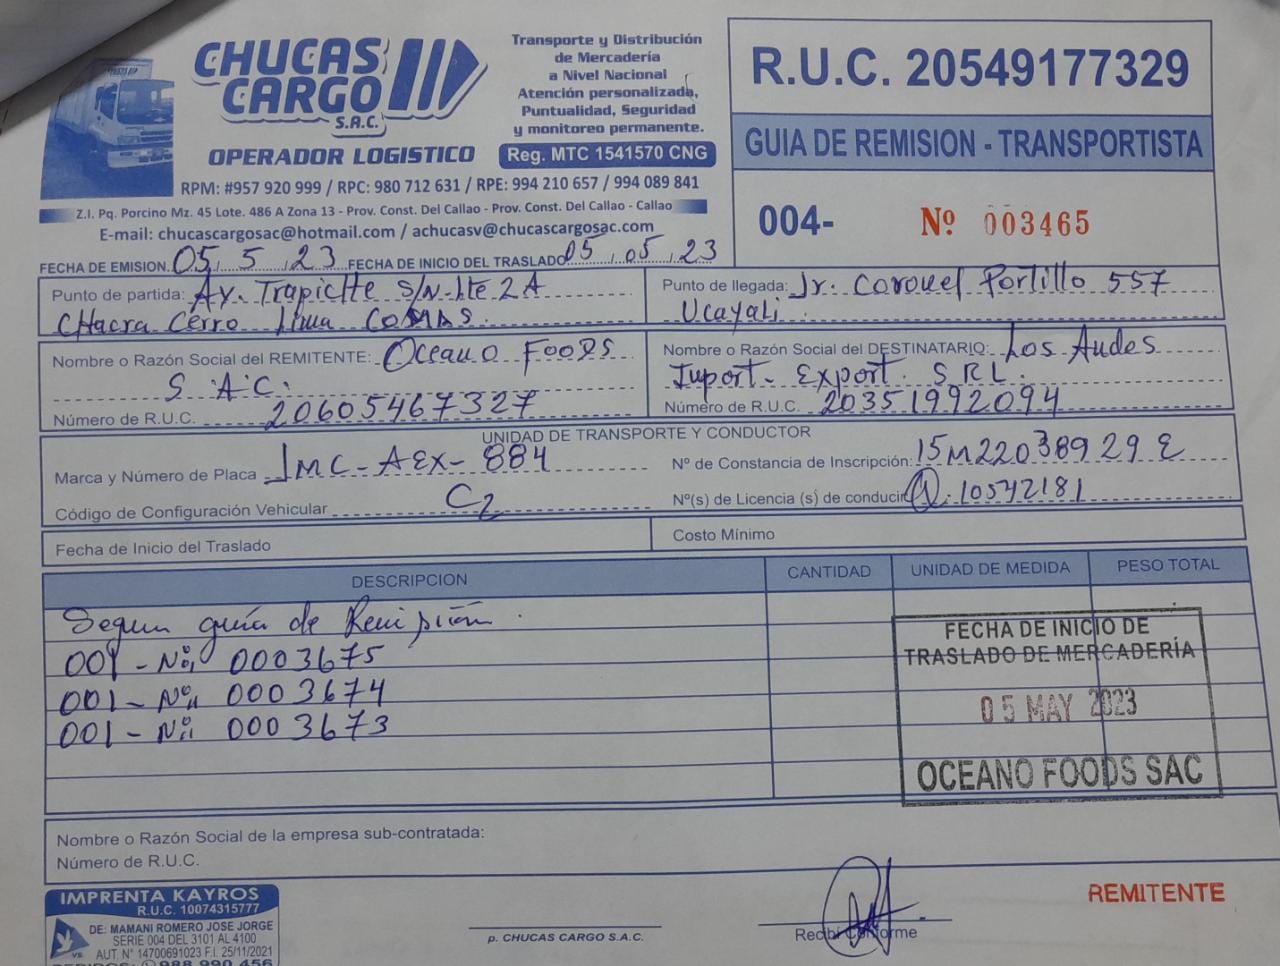 CHUCAS CARGO S.A.C.
OPERADOR LOGISTICO
Transporte y Distribución
de Mercadería
a Nivel Nacional
Atención personalizada,
Puntualidad, Seguridad
y monitoreo permanente.
Reg. MTC 1541570 CNG
RPM: #957 920 999 / RPC: 980 712 631 / RPE: 994 210 657 / 994 089 841
Z.I. Pq. Porcino Mz. 45 Lote. 486 A Zona 13 - Prov. Const. Del Callao - Prov. Const. Del Callao - Callao
E-mail: chucascargosac@hotmail.com / achucasv@chucascargosac.com
R.U.C. 20549177329
GUIA DE REMISION - TRANSPORTISTA
004- Nº 003465
FECHA DE EMISION 05, 5, 23 FECHA DE INICIO DEL TRASLADO 05, 05, 23
Punto de partida: Av. Trapictte S/N-lte 2A
Chacra Cerro Lima Comas
Punto de llegada: Jr. Coronel Portillo 557
Ucayali
Nombre o Razón Social del REMITENTE: Oceano Foods
S.A.C.
Número de R.U.C. 20605467327
Nombre o Razón Social del DESTINATARIO: Los Andes
Import- Export. SRL.
Número de R.U.C. 20351992094
UNIDAD DE TRANSPORTE Y CONDUCTOR
Marca y Número de Placa JMC-AEX-884
Código de Configuración Vehicular C2
Nº de Constancia de Inscripción: 15M22038929E
Nº(s) de Licencia (s) de conducir Q.10542181
Fecha de Inicio del Traslado
Costo Mínimo
DESCRIPCION CANTIDAD UNIDAD DE MEDIDA PESO TOTAL
Segun guía de Remisión.
001-Nº 0003675
001-Nº 0003674
001-Nº 0003673
FECHA DE INICIO DE
TRASLADO DE MERCADERÍA
05 MAY 2023
OCEANO FOODS SAC
Nombre o Razón Social de la empresa sub-contratada:
Número de R.U.C.
IMPRENTA KAYROS
R.U.C. 10074315777
DE: MAMANI ROMERO JOSE JORGE
SERIE 004 DEL 3101 AL 4100
AUT. N° 14700691023 F.I. 25/11/2021
PEDIDOS: 988 990 456
p. CHUCAS CARGO S.A.C.
Recibí Conforme
REMITENTE